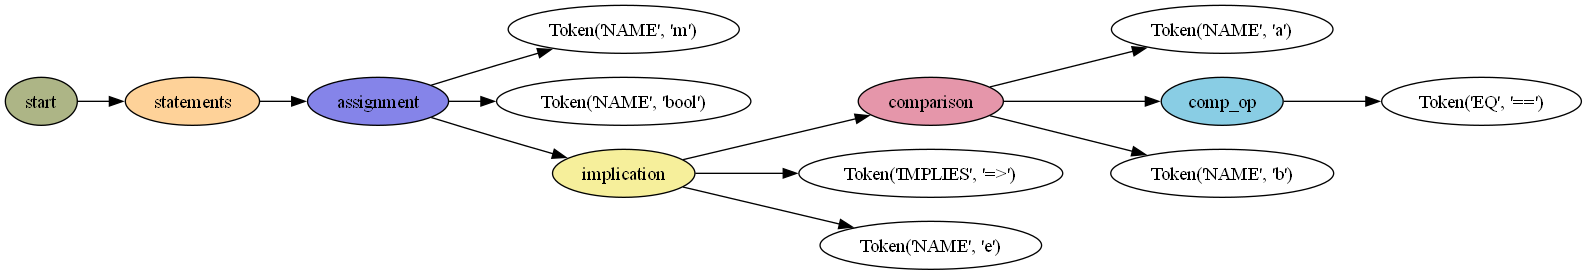 start
statements
assignment
Token('NAME', 'm')
Token('NAME', 'bool')
implication
comparison
Token('IMPLIES', '=>')
Token('NAME', 'e')
Token('NAME', 'a')
comp_op
Token('NAME', 'b')
Token('EQ', '==')